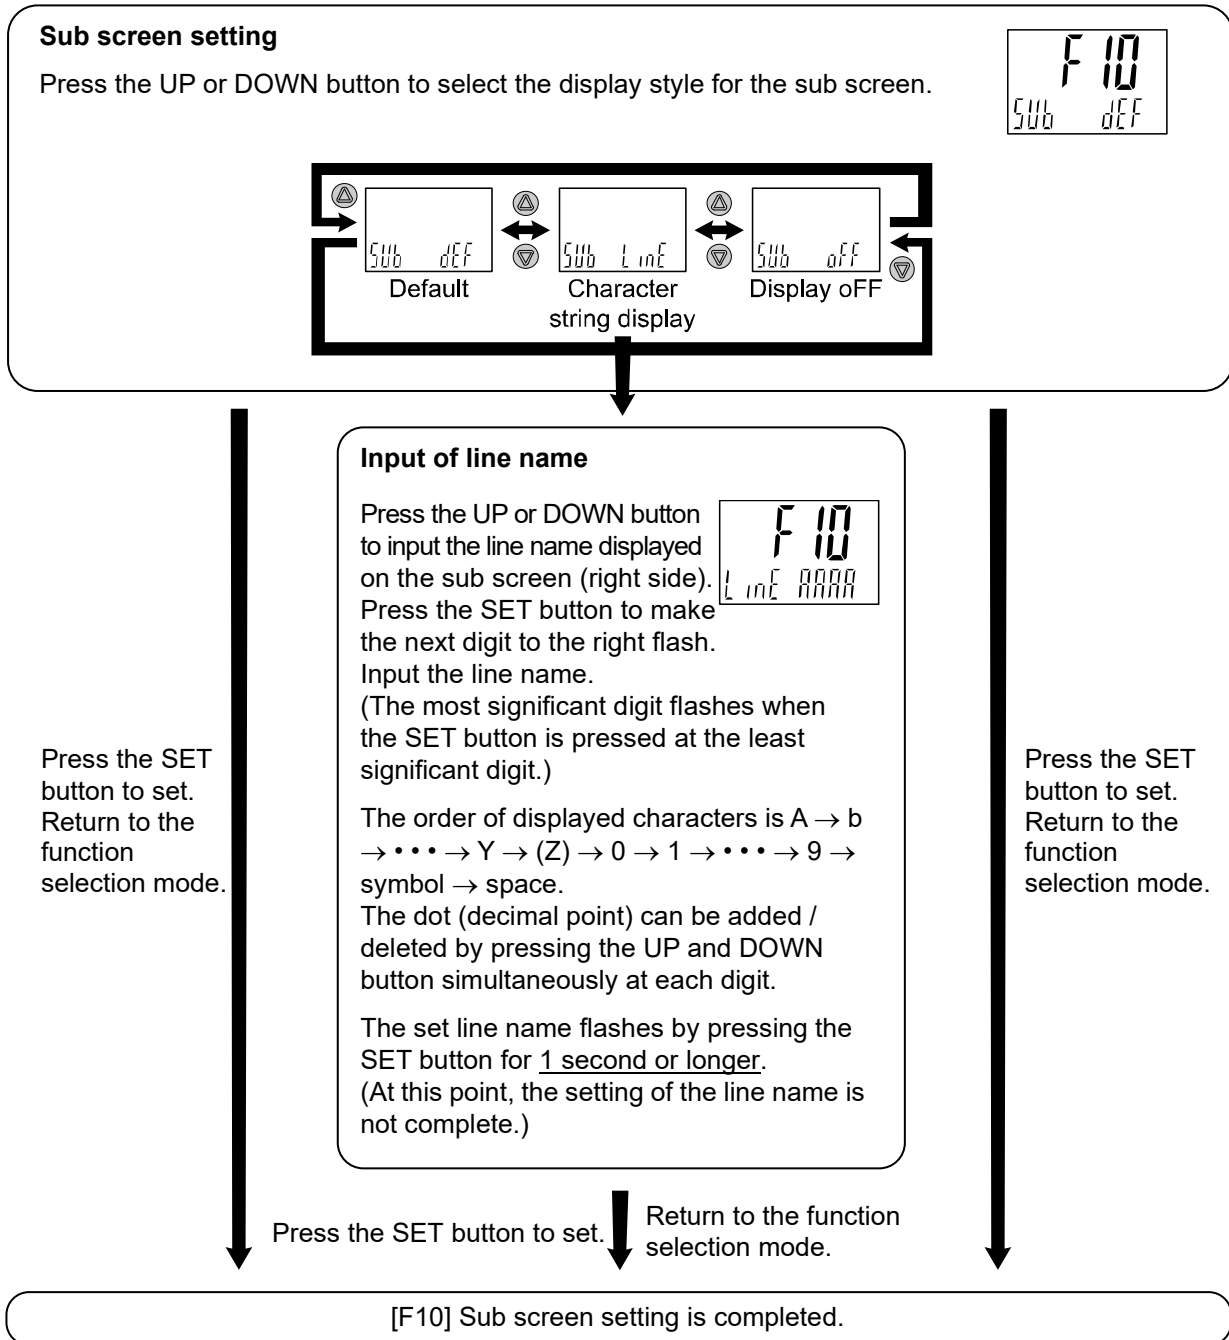 Sub screen setting
Press the UP or DOWN button to select the display style for the sub screen.
F 10
SUb dEF
SUb dEF
SUb LinE
SUb oFF
Default
Character
string display
Display oFF
Input of line name
Press the UP or DOWN button
to input the line name displayed
on the sub screen (right side).
Press the SET button to make
the next digit to the right flash.
Input the line name.
(The most significant digit flashes when
the SET button is pressed at the least
significant digit.)
F 10
LinE AAAA
The order of displayed characters is A → b
→ • • • → Y → (Z) → 0 → 1 → • • • → 9 →
symbol → space.
The dot (decimal point) can be added /
deleted by pressing the UP and DOWN
button simultaneously at each digit.
The set line name flashes by pressing the
SET button for 1 second or longer.
(At this point, the setting of the line name is
not complete.)
Press the SET
button to set.
Return to the
function
selection mode.
Press the SET
button to set.
Return to the
function
selection mode.
Press the SET button to set.
Return to the function
selection mode.
[F10] Sub screen setting is completed.